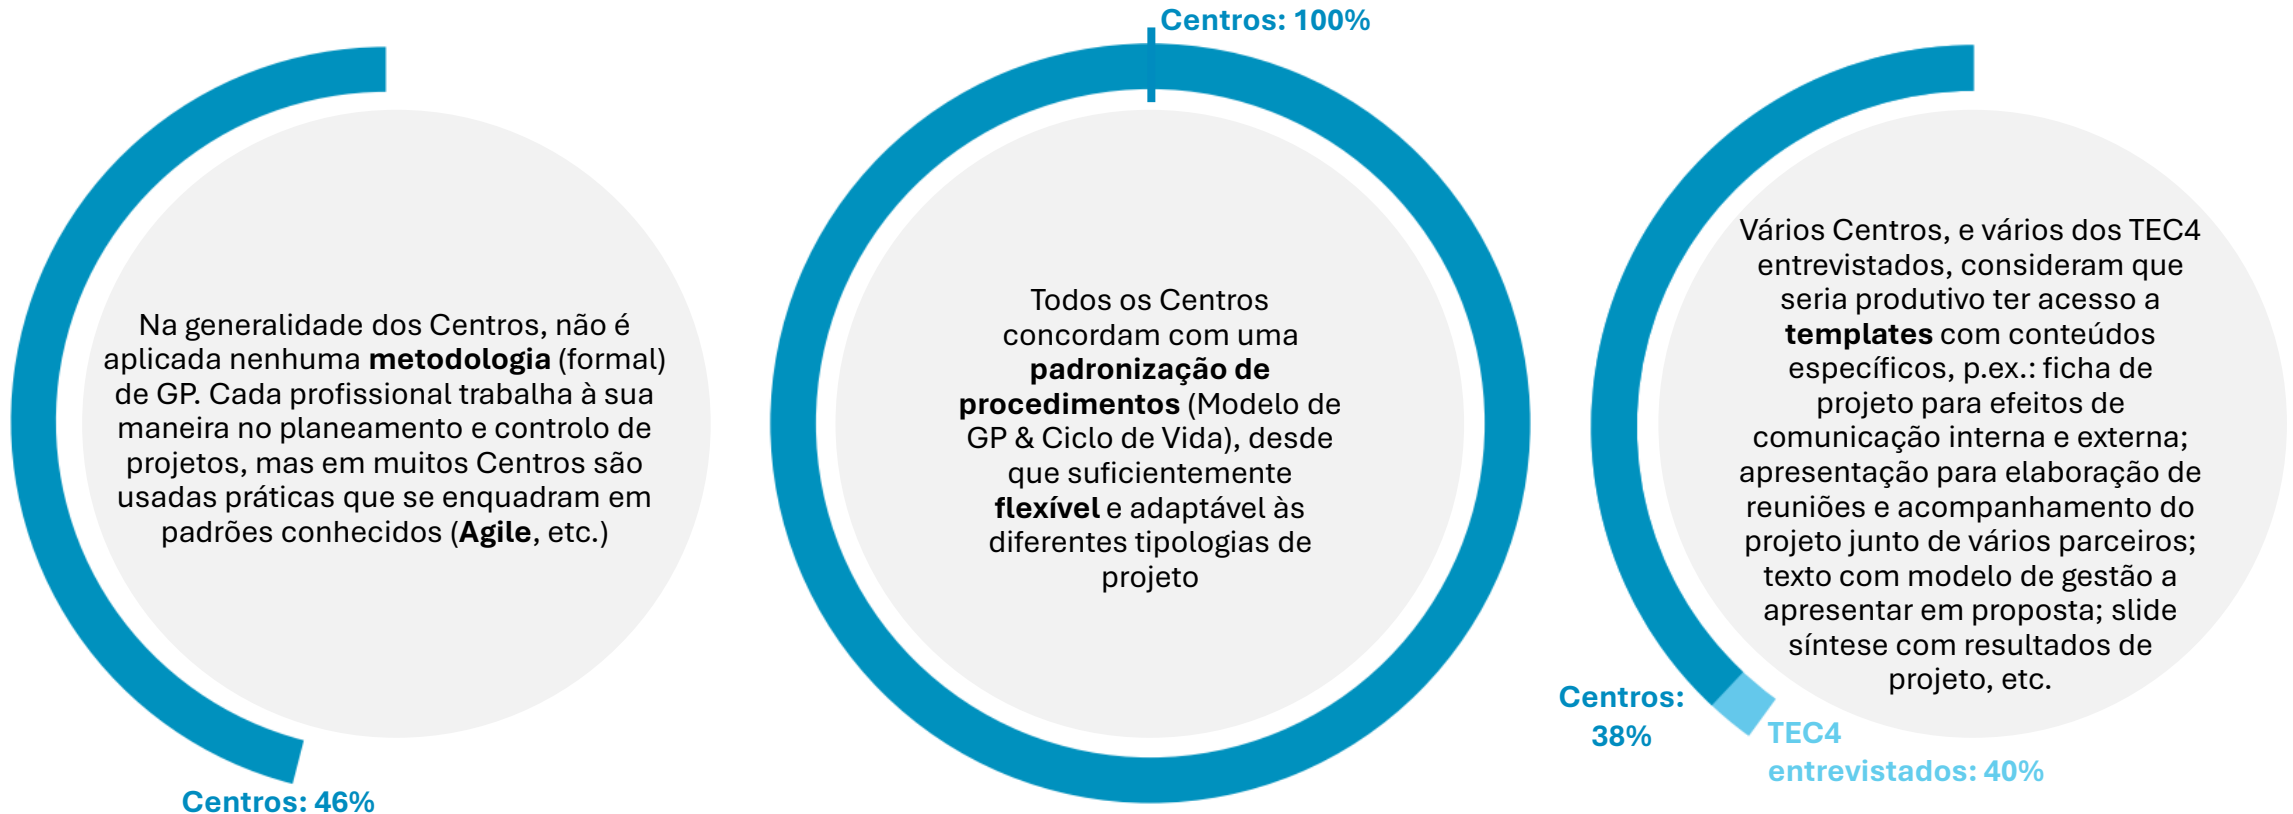 Na generalidade dos Centros, não é
aplicada nenhuma metodologia (formal)
de GP. Cada profissional trabalha à sua
maneira no planeamento e controlo de
projetos, mas em muitos Centros são
usadas práticas que se enquadram em
padrões conhecidos (Agile, etc.)
Centros: 46%
Centros: 100%
Todos os Centros
concordam com uma
padronização de
procedimentos (Modelo de
GP & Ciclo de Vida), desde
que suficientemente
flexível e adaptável às
diferentes tipologias de
projeto
Vários Centros, e vários dos TEC4
entrevistados, consideram que
seria produtivo ter acesso a
templates com conteúdos
específicos, p.ex.: ficha de
projeto para efeitos de
comunicação interna e externa;
apresentação para elaboração de
reuniões e acompanhamento do
projeto junto de vários parceiros;
texto com modelo de gestão a
apresentar em proposta; slide
síntese com resultados de
projeto, etc.
Centros:
38%
TEC4
entrevistados: 40%